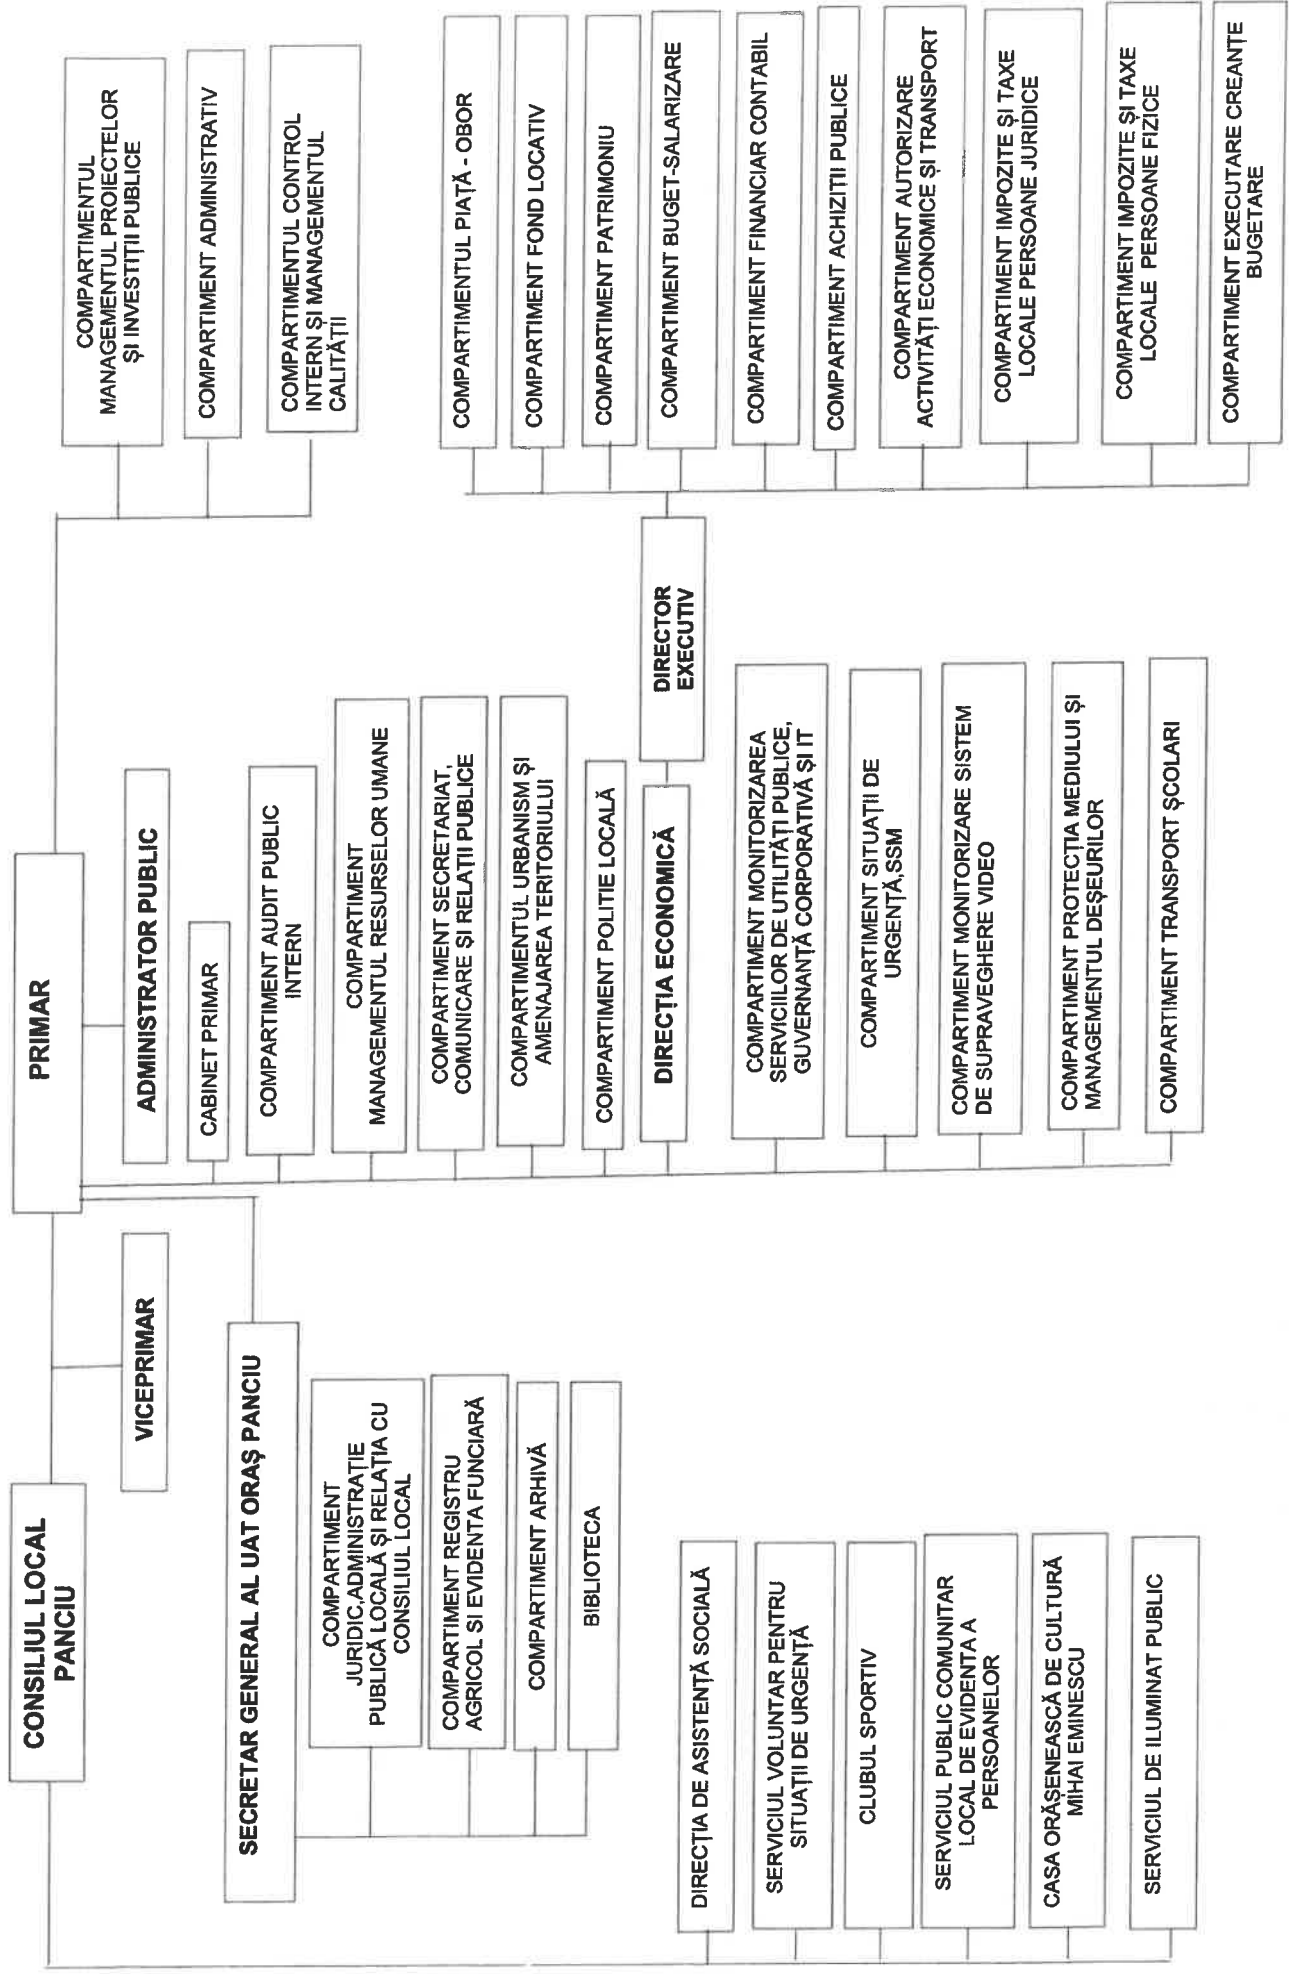 CONSILIUL LOCAL
PANCIU
PRIMAR
VICEPRIMAR
ADMINISTRATOR PUBLIC
SECRETAR GENERAL AL UAT ORAȘ PANCIU
COMPARTIMENT
JURIDIC,ADMINISTRAȚIE
PUBLICĂ LOCALĂ ȘI RELAȚIA CU
CONSILIUL LOCAL
COMPARTIMENT REGISTRU
AGRICOL SI EVIDENTA FUNCIARĂ
COMPARTIMENT ARHIVĂ
BIBLIOTECA
DIRECȚIA DE ASISTENȚĂ SOCIALĂ
SERVICIUL VOLUNTAR PENTRU
SITUAȚII DE URGENȚĂ
CLUBUL SPORTIV
SERVICIUL PUBLIC COMUNITAR
LOCAL DE EVIDENTA A
PERSOANELOR
CASA ORĂȘENEASCĂ DE CULTURĂ
MIHAI EMINESCU
SERVICIUL DE ILUMINAT PUBLIC
CABINET PRIMAR
COMPARTIMENT AUDIT PUBLIC
INTERN
COMPARTIMENT
MANAGEMENTUL RESURSELOR UMANE
COMPARTIMENT SECRETARIAT,
COMUNICARE ȘI RELAȚII PUBLICE
COMPARTIMENTUL URBANISM ȘI
AMENAJAREA TERITORIULUI
COMPARTIMENT POLITIE LOCALĂ
DIRECȚIA ECONOMICĂ
COMPARTIMENT MONITORIZAREA
SERVICIILOR DE UTILITĂȚI PUBLICE,
GUVERNANȚĂ CORPORATIVĂ ȘI IT
COMPARTIMENT SITUAȚII DE
URGENȚĂ,SSM
COMPARTIMENT MONITORIZARE SISTEM
DE SUPRAVEGHERE VIDEO
COMPARTIMENT PROTECȚIA MEDIULUI ȘI
MANAGEMENTUL DEȘEURILOR
COMPARTIMENT TRANSPORT ȘCOLARI
DIRECTOR
EXECUTIV
COMPARTIMENTUL
MANAGEMENTUL PROIECTELOR
ȘI INVESTIȚII PUBLICE
COMPARTIMENT ADMINISTRATIV
COMPARTIMENTUL CONTROL
INTERN ȘI MANAGEMENTUL
CALITĂȚII
COMPARTIMENTUL PIAȚĂ - OBOR
COMPARTIMENT FOND LOCATIV
COMPARTIMENT PATRIMONIU
COMPARTIMENT BUGET-SALARIZARE
COMPARTIMENT FINANCIAR CONTABIL
COMPARTIMENT ACHIZIȚII PUBLICE
COMPARTIMENT AUTORIZARE
ACTIVITĂȚI ECONOMICE ȘI TRANSPORT
COMPARTIMENT IMPOZITE ȘI TAXE
LOCALE PERSOANE JURIDICE
COMPARTIMENT IMPOZITE ȘI TAXE
LOCALE PERSOANE FIZICE
COMPARTIMENT EXECUTARE CREANȚE
BUGETARE